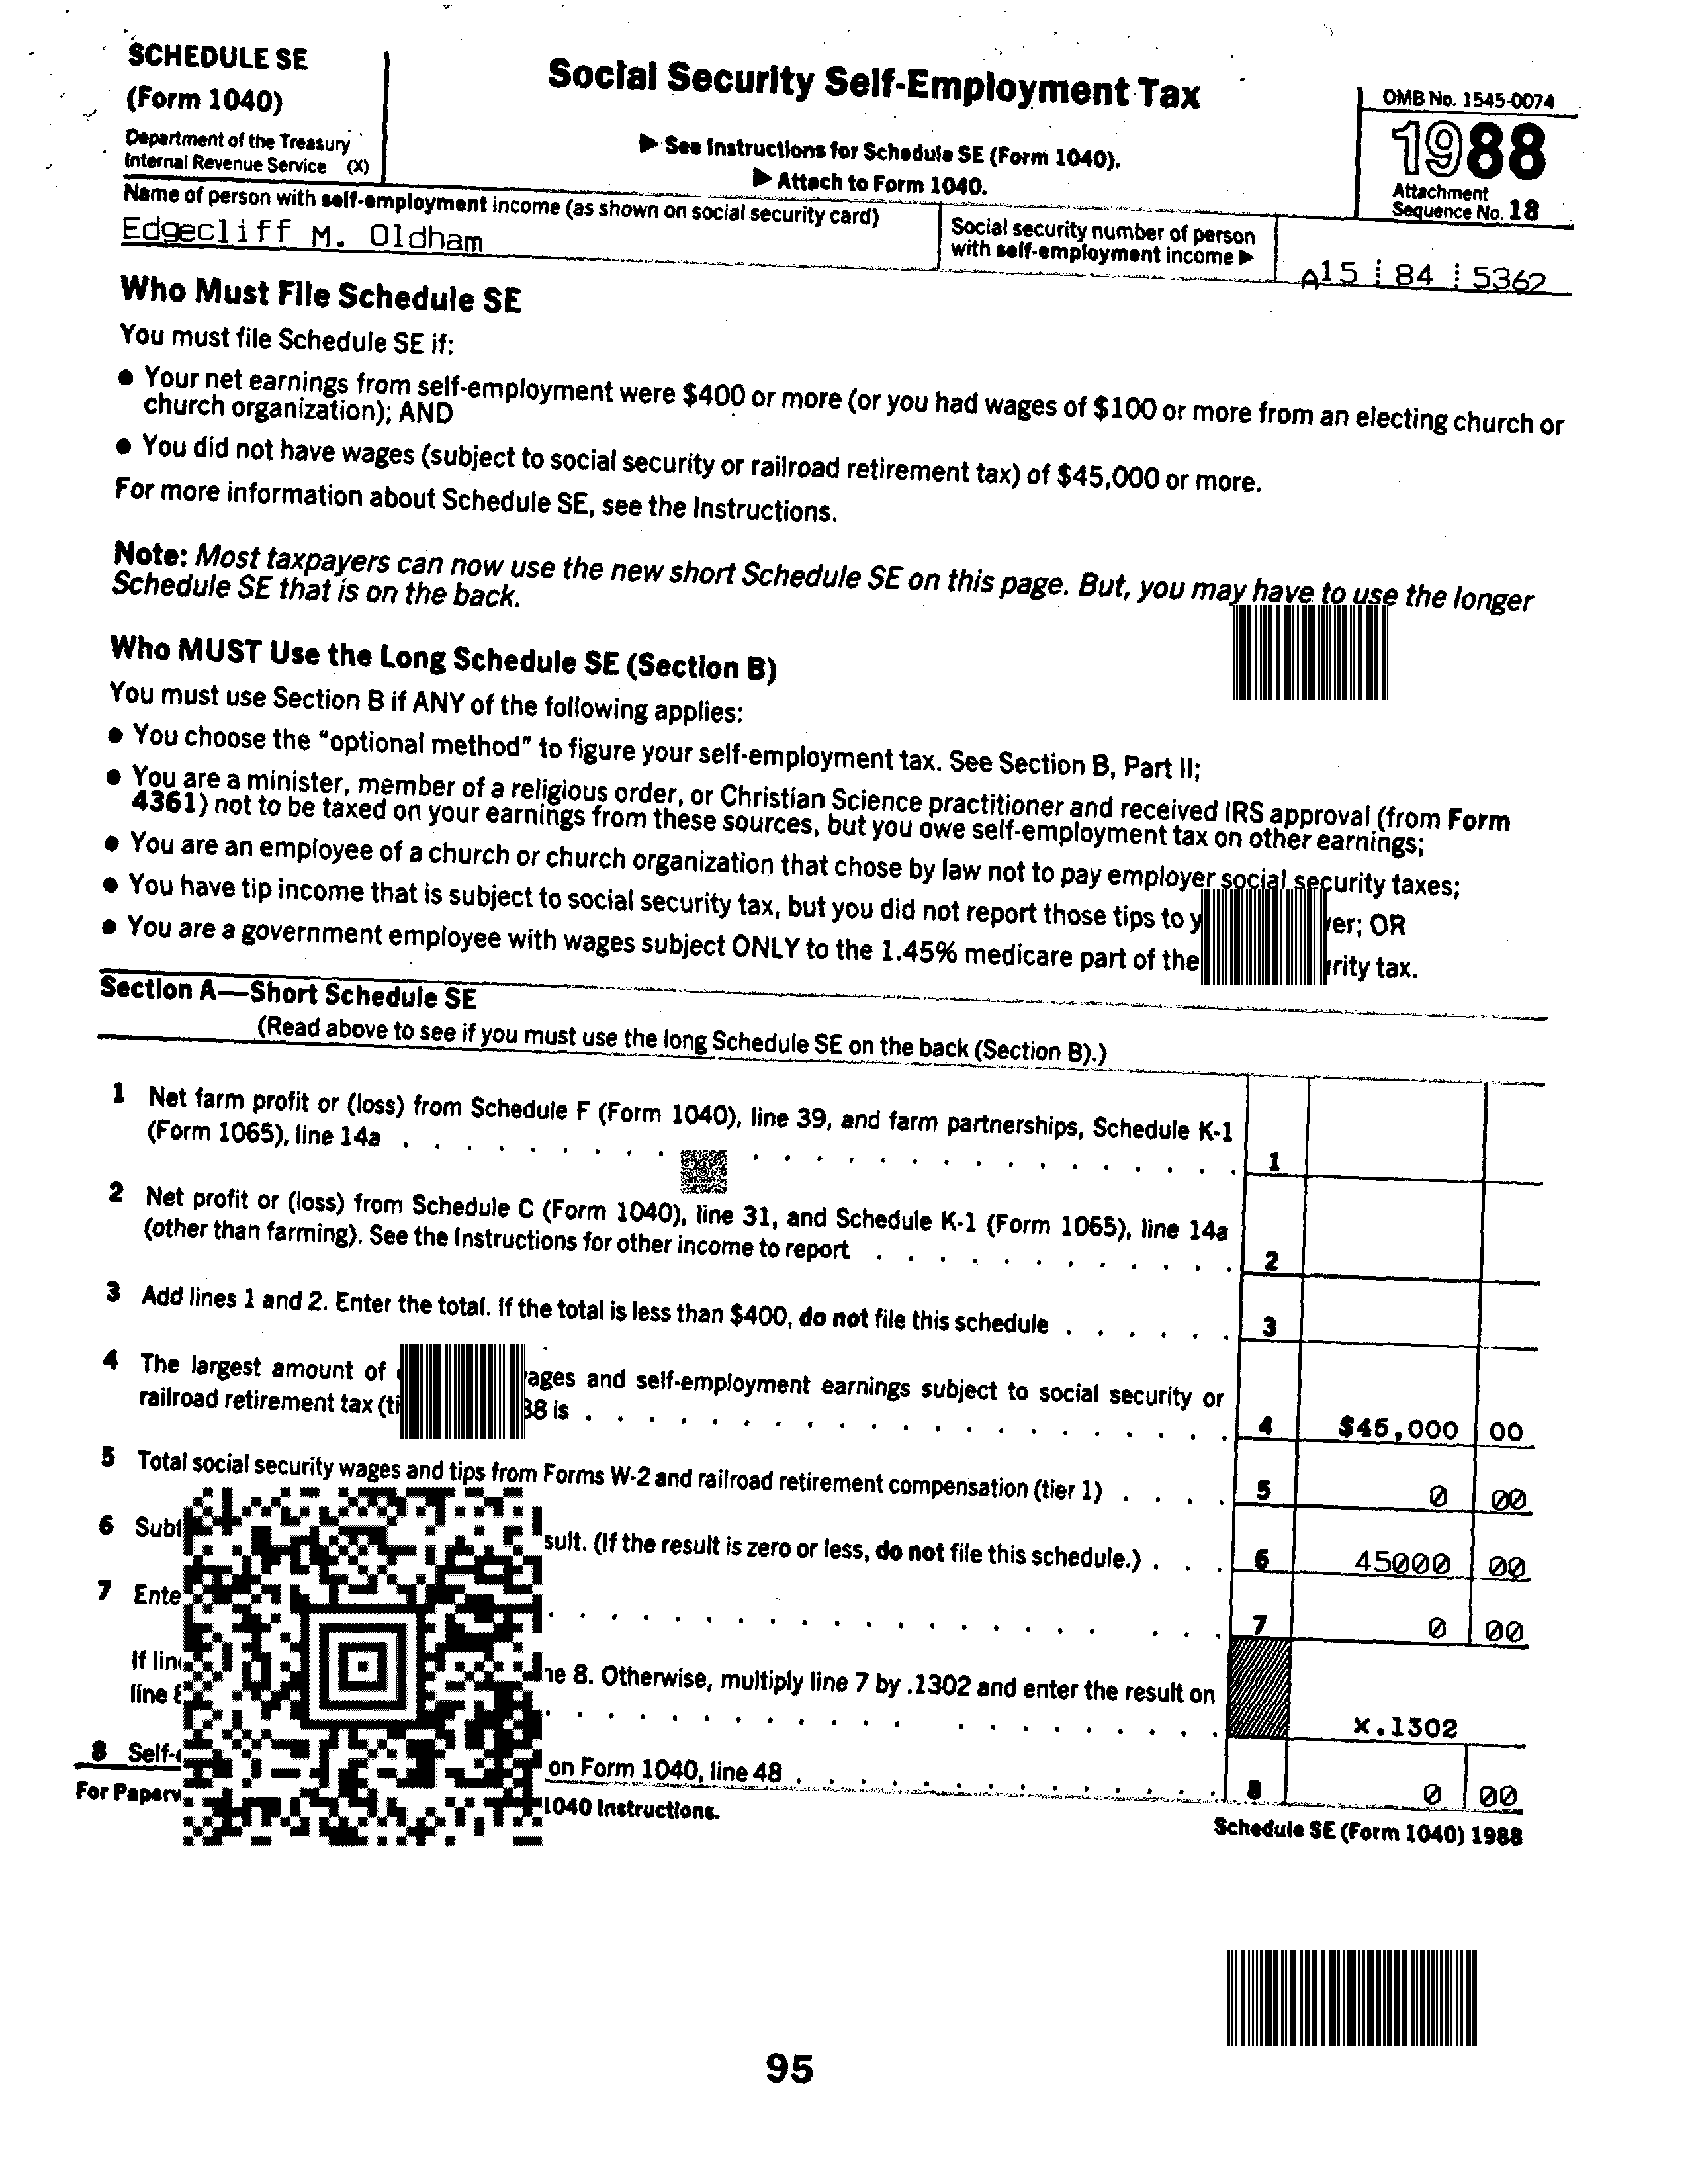 SCHEDULE SE
(Form 1040)
Department of the Treasury
Internal Revenue Service (X)
Social Security Self-Employment Tax
▶ See Instructions for Schedule SE (Form 1040).
▶ Attach to Form 1040.
OMB No. 1545-0074
1988
Attachment
Sequence No. 18
Name of person with self-employment income (as shown on social security card)
Edgecliff M. Oldham
Social security number of person
with self-employment income ▶
A15 84 5362
Who Must File Schedule SE
You must file Schedule SE if:
● Your net earnings from self-employment were $400 or more (or you had wages of $100 or more from an electing church or
church organization); AND
● You did not have wages (subject to social security or railroad retirement tax) of $45,000 or more.
For more information about Schedule SE, see the Instructions.
Note: Most taxpayers can now use the new short Schedule SE on this page. But, you may have to use the longer
Schedule SE that is on the back.
Who MUST Use the Long Schedule SE (Section B)
You must use Section B if ANY of the following applies:
● You choose the "optional method" to figure your self-employment tax. See Section B, Part II;
● You are a minister, member of a religious order, or Christian Science practitioner and received IRS approval (from Form
4361) not to be taxed on your earnings from these sources, but you owe self-employment tax on other earnings;
● You are an employee of a church or church organization that chose by law not to pay employer social security taxes;
● You have tip income that is subject to social security tax, but you did not report those tips to OR
● You are a government employee with wages subject ONLY to the 1.45% medicare part of the tax.
Section A—Short Schedule SE
(Read above to see if you must use the long Schedule SE on the back (Section B).)
1 Net farm profit or (loss) from Schedule F (Form 1040), line 39, and farm partnerships, Schedule K-1
(Form 1065), line 14a 1
2 Net profit or (loss) from Schedule C (Form 1040), line 31, and Schedule K-1 (Form 1065), line 14a
(other than farming). See the Instructions for other income to report 2
3 Add lines 1 and 2. Enter the total. If the total is less than $400, do not file this schedule 3
4 The largest amount of and self-employment earnings subject to social security or
railroad retirement tax is 4 $45,000 00
5 Total social security wages and tips from Forms W-2 and railroad retirement compensation (tier 1) 5 0 00
6 (If the result is zero or less, do not file this schedule.) 6 45000 00
7 7 0 00
If 8. Otherwise, multiply line 7 by .1302 and enter the result on
line x.1302
8 on Form 1040, line 48 8 0 00
For 1040 Instructions.
Schedule SE (Form 1040) 1988
95